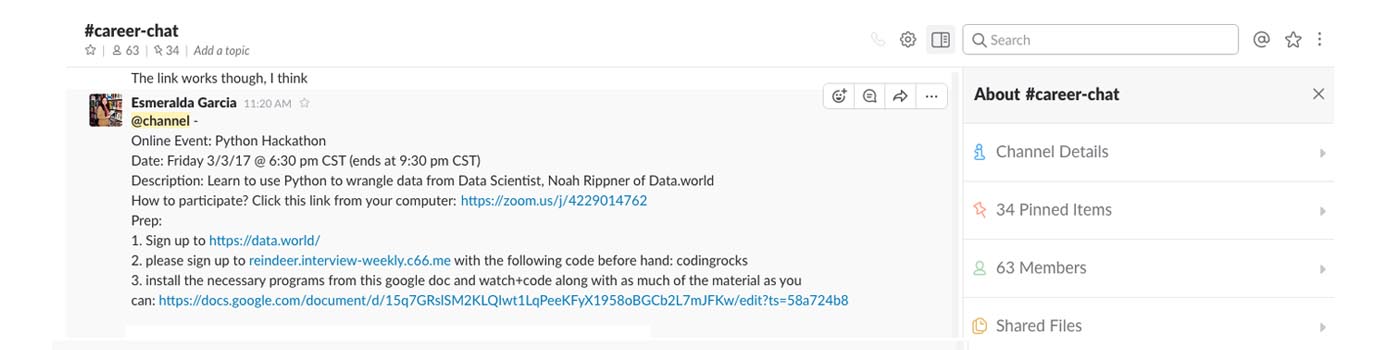 #career-chat
63 | 34 | Add a topic
Search
The link works though, I think
Esmeralda Garcia 11:20 AM
@channel -
Online Event: Python Hackathon
Date: Friday 3/3/17 @ 6:30 pm CST (ends at 9:30 pm CST)
Description: Learn to use Python to wrangle data from Data Scientist, Noah Rippner of Data.world
How to participate? Click this link from your computer: https://zoom.us/j/4229014762
Prep:
1. Sign up to https://data.world/
2. please sign up to reindeer.interview-weekly.c66.me with the following code before hand: codingrocks
3. install the necessary programs from this google doc and watch+code along with as much of the material as you
can: https://docs.google.com/document/d/15q7GRslSM2KLQlwt1LqPeeKFyX1958oBGCb2L7mJFKw/edit?ts=58a724b8
About #career-chat
Channel Details
34 Pinned Items
63 Members
Shared Files